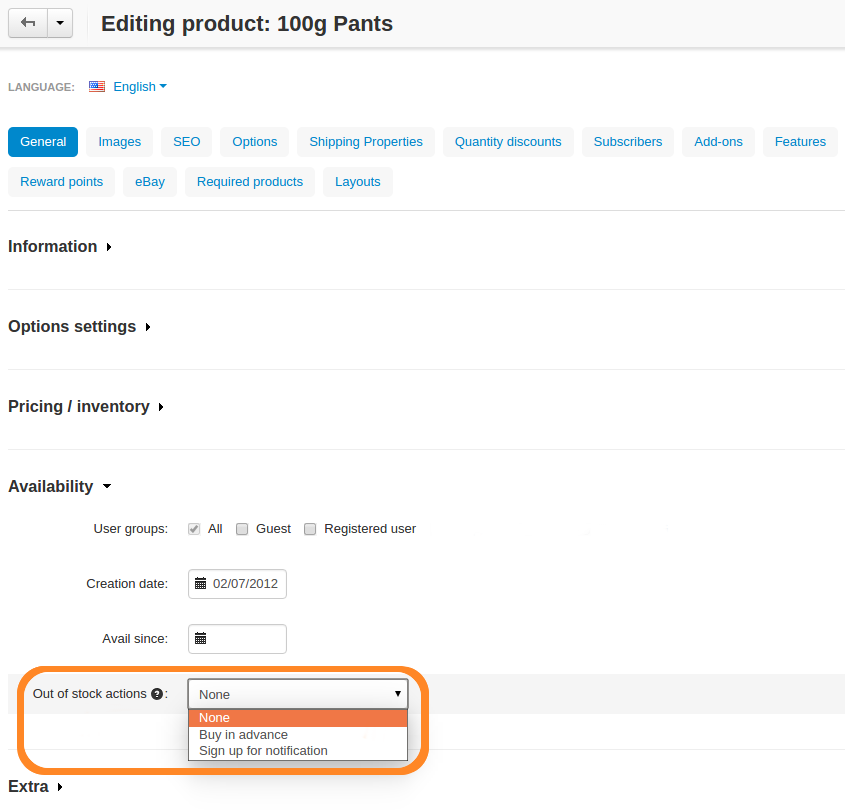 Editing product: 100g Pants
LANGUAGE: English
General Images SEO Options Shipping Properties Quantity discounts Subscribers Add-ons Features
Reward points eBay Required products Layouts
Information
Options settings
Pricing / inventory
Availability
User groups: All Guest Registered user
Creation date: 02/07/2012
Avail since:
Out of stock actions ?: None
None
Buy in advance
Sign up for notification
Extra